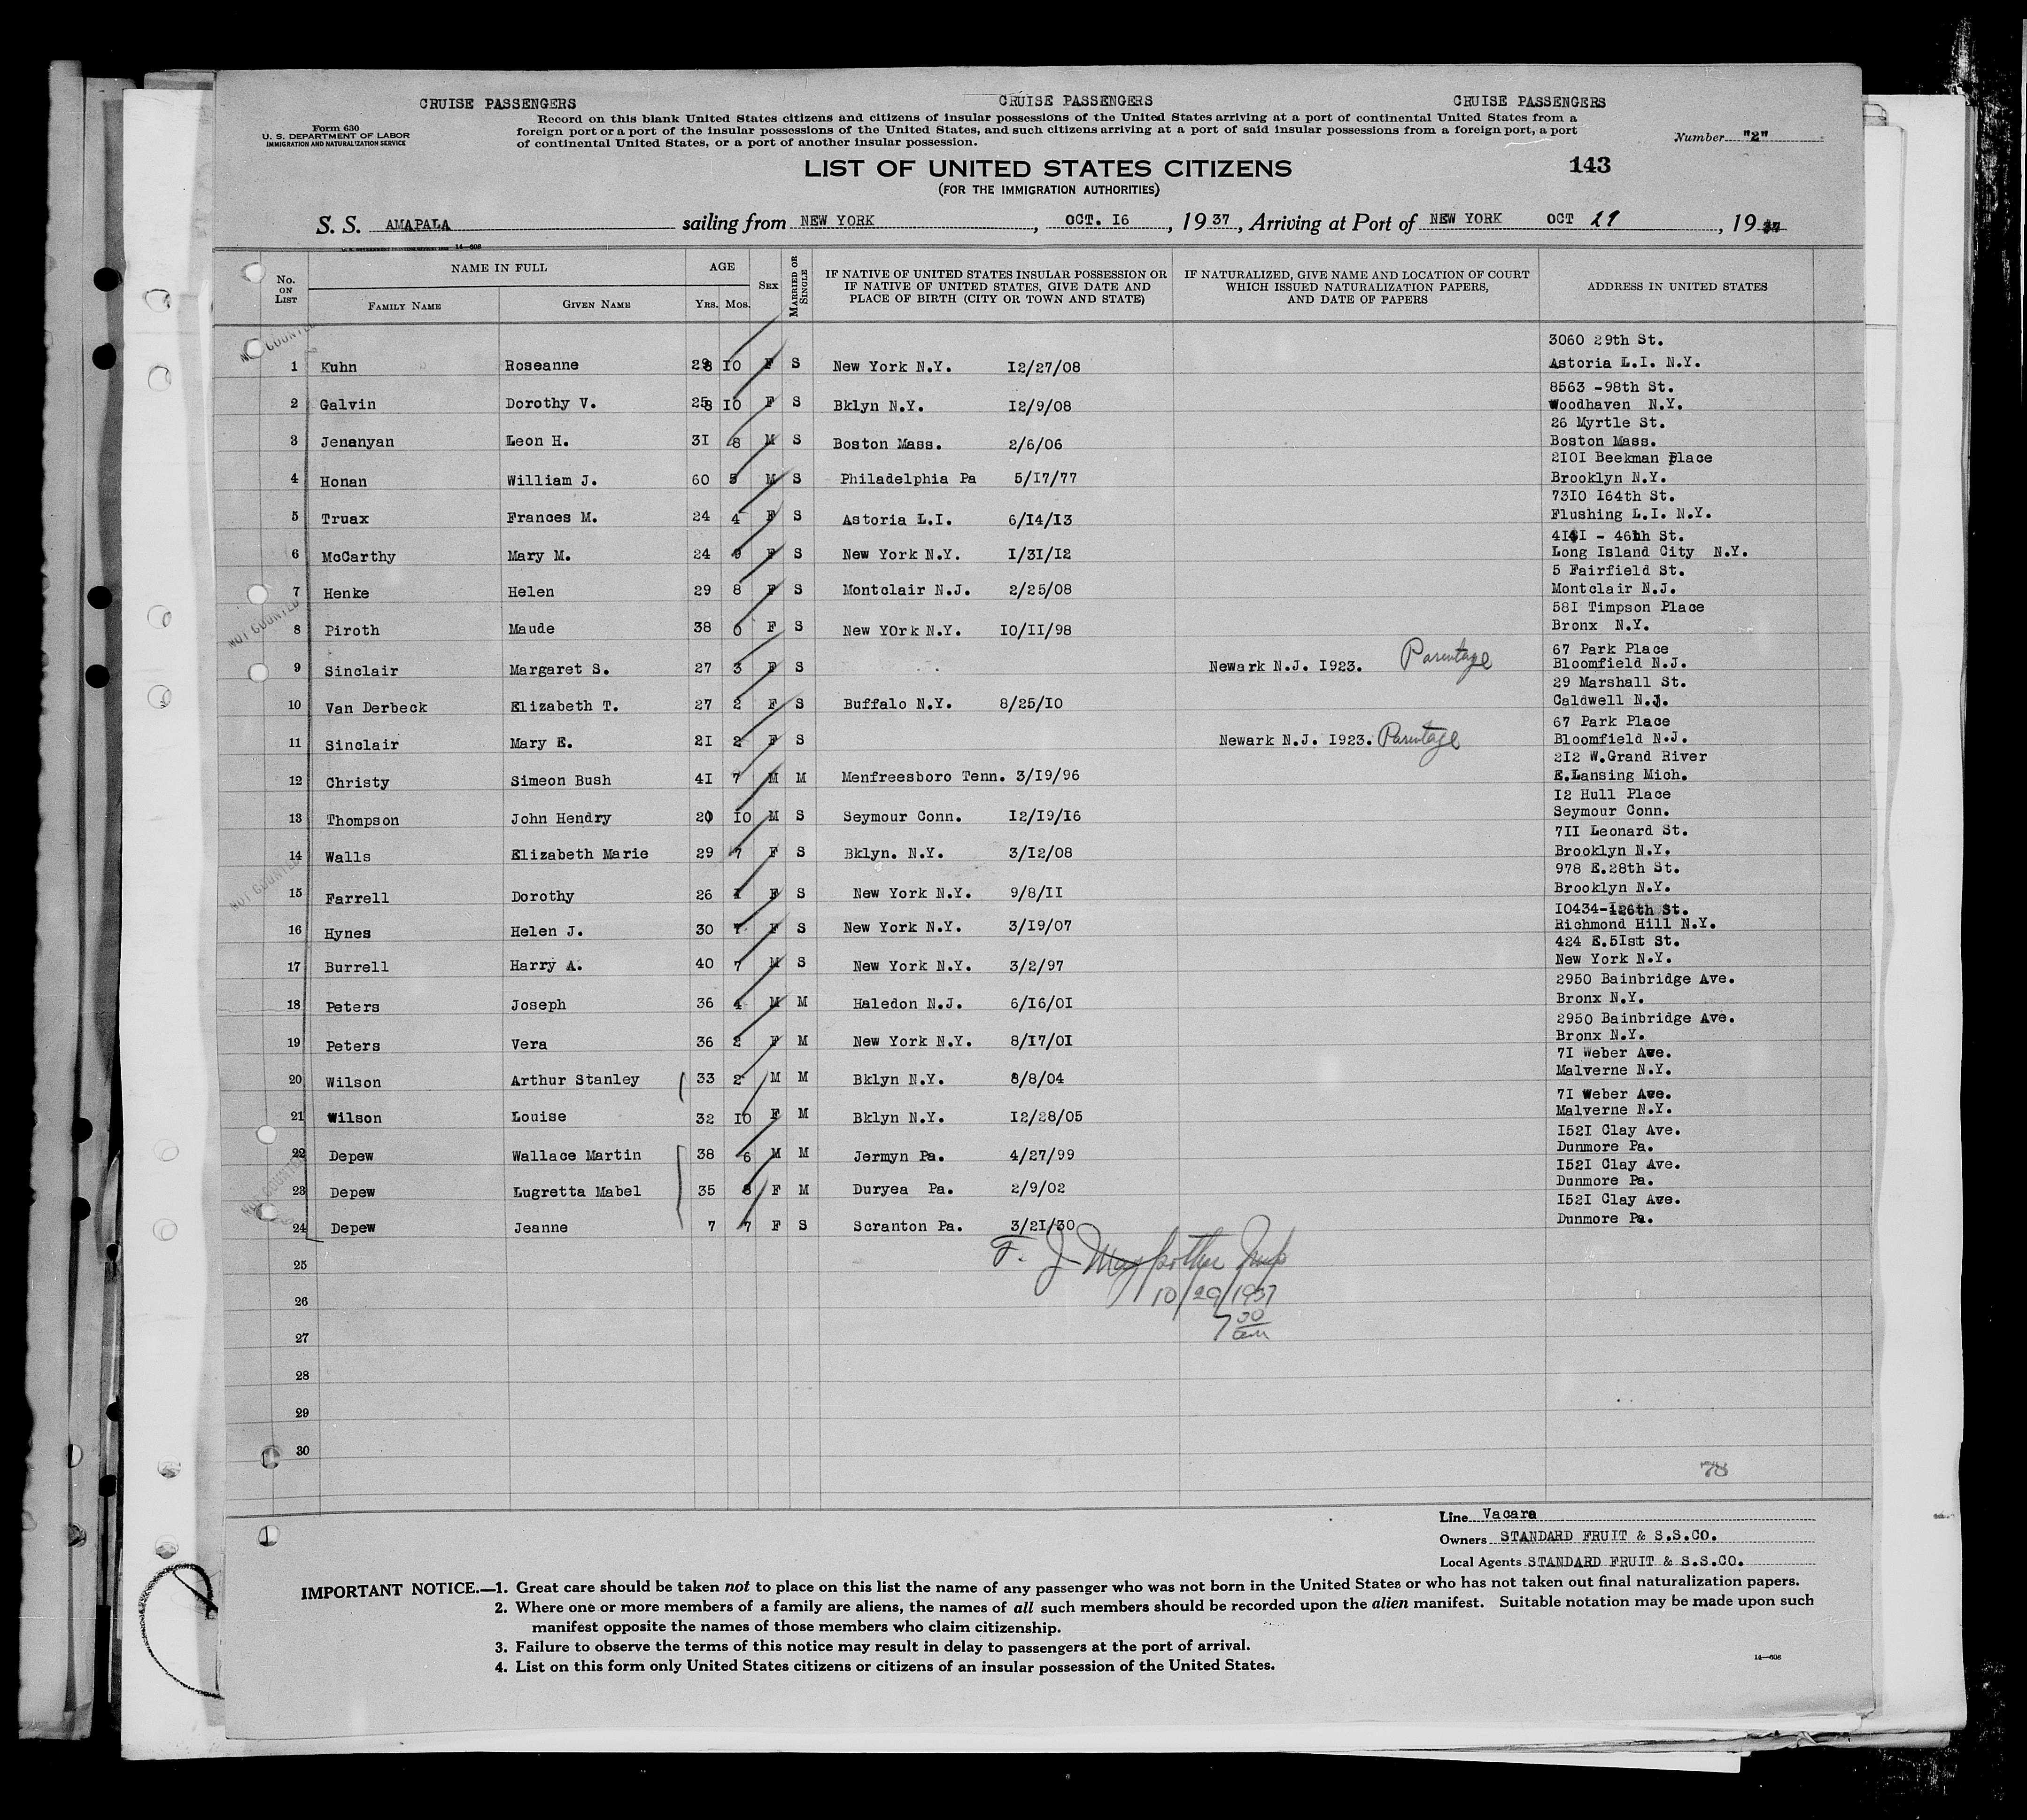 CRUISE PASSENGERS CRUISE PASSENGERS CRUISE PASSENGERS
Form 630
U. S. DEPARTMENT OF LABOR
IMMIGRATION AND NATURALIZATION SERVICE
Record on this blank United States citizens and citizens of insular possessions of the United States arriving at a port of continental United States from a
foreign port or a port of the insular possessions of the United States, and such citizens arriving at a port of said insular possessions from a foreign port, a port
of continental United States, or a port of another insular possession.
Number "2"
LIST OF UNITED STATES CITIZENS
143
(FOR THE IMMIGRATION AUTHORITIES)
S. S. AMAPALA sailing from NEW YORK, OCT. 16, 1937, Arriving at Port of NEW YORK OCT 29, 1937
14—608
No. ON LIST
NAME IN FULL
FAMILY NAME
GIVEN NAME
AGE
Yrs. Mos.
SEX
MARRIED OR SINGLE
IF NATIVE OF UNITED STATES INSULAR POSSESSION OR
IF NATIVE OF UNITED STATES, GIVE DATE AND
PLACE OF BIRTH (CITY OR TOWN AND STATE)
IF NATURALIZED, GIVE NAME AND LOCATION OF COURT
WHICH ISSUED NATURALIZATION PAPERS,
AND DATE OF PAPERS
ADDRESS IN UNITED STATES
NOT COUNTED
3060 29th St.
1 Kuhn Roseanne 28 10 F S New York N.Y. 12/27/08 Astoria L.I. N.Y.
8563 -98th St.
2 Galvin Dorothy V. 28 10 F S Bklyn N.Y. 12/9/08 Woodhaven N.Y.
26 Myrtle St.
3 Jenanyan Leon H. 31 8 M S Boston Mass. 2/6/06 Boston Mass.
2101 Beekman Place
4 Honan William J. 60 5 M S Philadelphia Pa 5/17/77 Brooklyn N.Y.
7310 164th St.
5 Truax Frances M. 24 4 F S Astoria L.I. 6/14/13 Flushing L.I. N.Y.
4141 - 46th St.
6 McCarthy Mary M. 24 9 F S New York N.Y. 1/31/12 Long Island City N.Y.
5 Fairfield St.
7 Henke Helen 29 8 F S Montclair N.J. 2/25/08 Montclair N.J.
NOT COUNTED
581 Timpson Place
8 Piroth Maude 38 0 F S New YOrk N.Y. 10/11/98 Bronx N.Y.
67 Park Place
9 Sinclair Margaret S. 27 3 F S Newark N.J. 1923. Parentage Bloomfield N.J.
29 Marshall St.
10 Van Derbeck Elizabeth T. 27 2 F S Buffalo N.Y. 8/25/10 Caldwell N.J.
67 Park Place
11 Sinclair Mary E. 21 2 F S Newark N.J. 1923. Parentage Bloomfield N.J.
212 W.Grand River
12 Christy Simeon Bush 41 7 M M Menfreesboro Tenn. 3/19/96 E.Lansing Mich.
12 Hull Place
13 Thompson John Hendry 20 10 M S Seymour Conn. 12/19/16 Seymour Conn.
711 Leonard St.
14 Walls Elizabeth Marie 29 7 F S Bklyn. N.Y. 3/12/08 Brooklyn N.Y.
NOT COUNTED
978 E.28th St.
15 Farrell Dorothy 26 1 F S New York N.Y. 9/8/11 Brooklyn N.Y.
10434-126th St.
16 Hynes Helen J. 30 7 F S New York N.Y. 3/19/07 Richmond Hill N.Y.
424 E.51st St.
17 Burrell Harry A. 40 7 M S New York N.Y. 3/2/97 New York N.Y.
2950 Bainbridge Ave.
18 Peters Joseph 36 4 M M Haledon N.J. 6/16/01 Bronx N.Y.
2950 Bainbridge Ave.
19 Peters Vera 36 2 F M New York N.Y. 8/17/01 Bronx N.Y.
71 Weber Ave.
20 Wilson Arthur Stanley 33 2 M M Bklyn N.Y. 8/8/04 Malverne N.Y.
71 Weber Ave.
21 Wilson Louise 32 10 F M Bklyn N.Y. 12/28/05 Malverne N.Y.
1521 Clay Ave.
22 Depew Wallace Martin 38 6 M M Jermyn Pa. 4/27/99 Dunmore Pa.
NOT COUNTED
1521 Clay Ave.
23 Depew Lugretta Mabel 35 8 F M Duryea Pa. 2/9/02 Dunmore Pa.
1521 Clay Ave.
24 Depew Jeanne 7 7 F S Scranton Pa. 3/21/30 Dunmore Pa.
25
F. J.
26
10/29/1937
27
7 30 am
28
29
30
78
Line Vacara
Owners STANDARD FRUIT & S.S.CO.
Local Agents STANDARD FRUIT & S.S.CO.
IMPORTANT NOTICE.—1. Great care should be taken not to place on this list the name of any passenger who was not born in the United States or who has not taken out final naturalization papers.
2. Where one or more members of a family are aliens, the names of all such members should be recorded upon the alien manifest. Suitable notation may be made upon such
manifest opposite the names of those members who claim citizenship.
3. Failure to observe the terms of this notice may result in delay to passengers at the port of arrival.
4. List on this form only United States citizens or citizens of an insular possession of the United States.
14—608